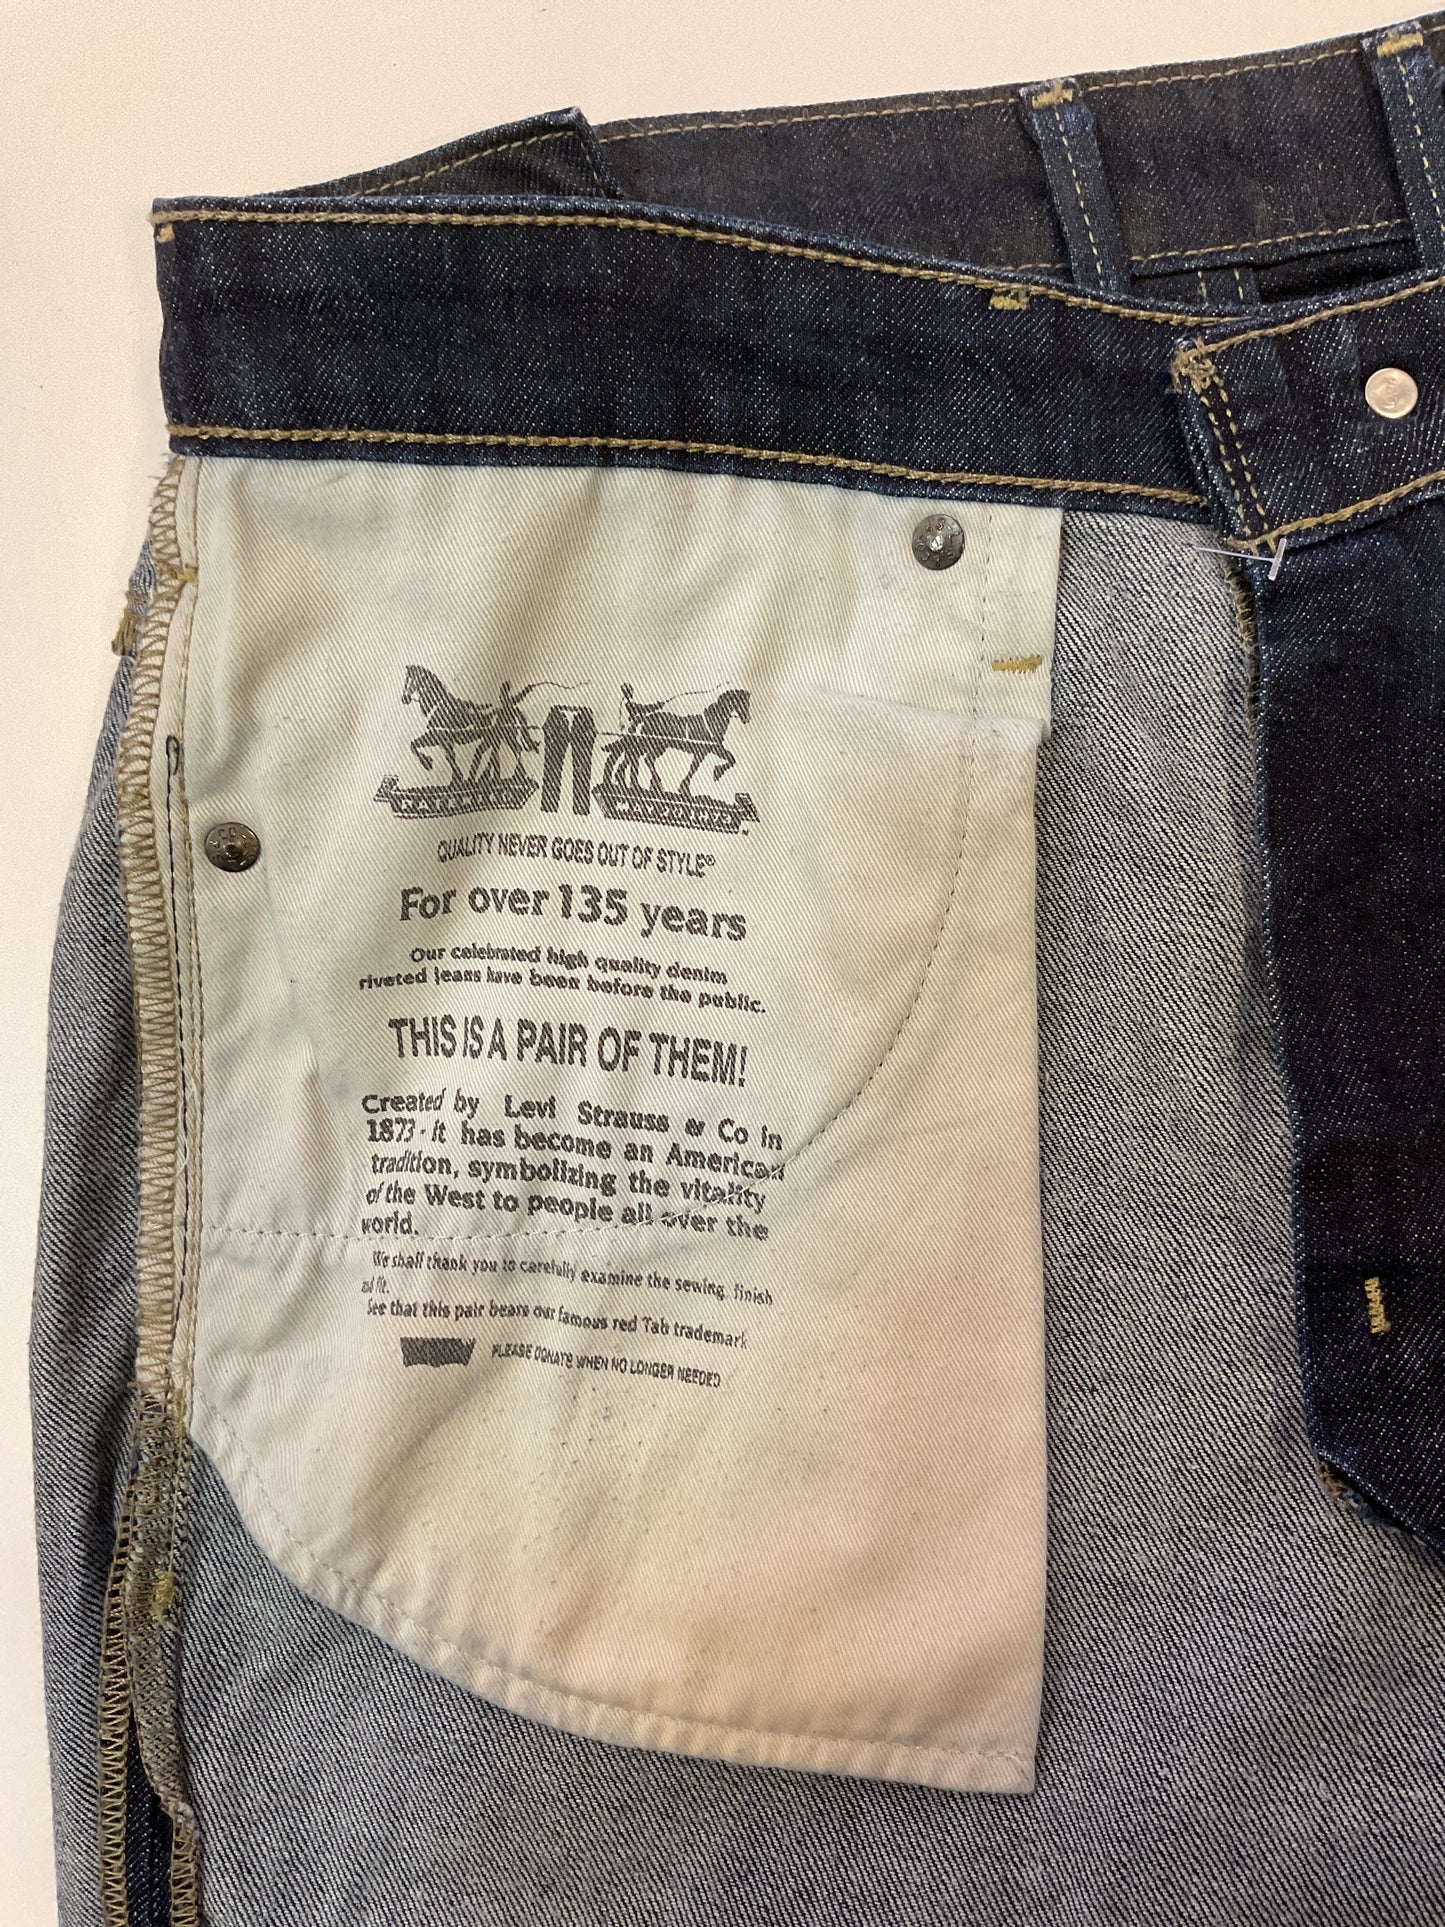 QUALITY NEVER GOES OUT OF STYLE®
For over 135 years
Our celebrated high quality denim
riveted jeans have been before the public.
THIS IS A PAIR OF THEM!
Created by Levi Strauss & Co in
1873 - it has become an American
tradition, symbolizing the vitality
of the West to people all over the
world.
We shall thank you to carefully examine the sewing, finish
and fit.
See that this pair bears our famous red Tab trademark
PLEASE DONATE WHEN NO LONGER NEEDED